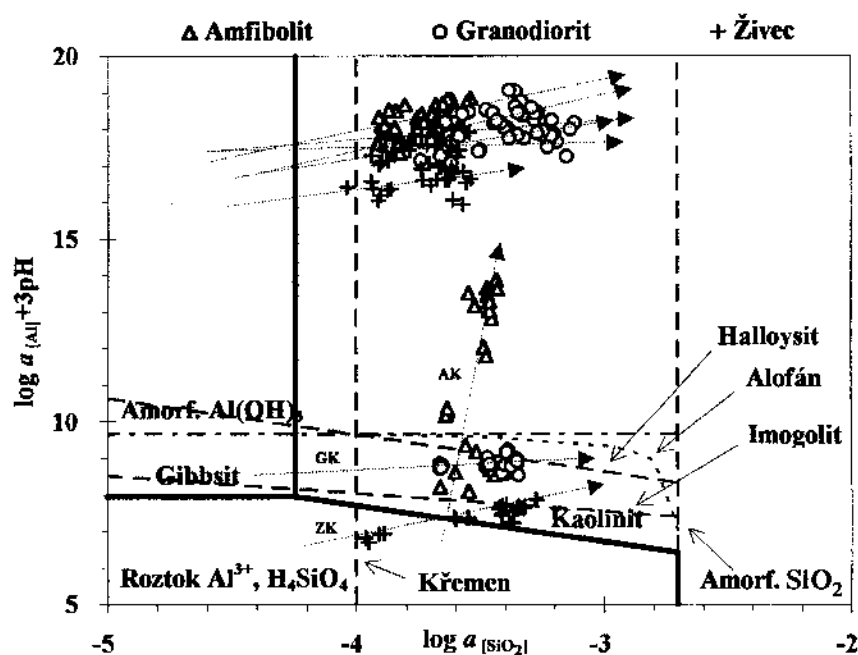 Amfibolit Granodiorit Živec
20
15
10
5
log a [Al]+3pH
AK
Halloysit
Alofán
Imogolit
Amorf. Al(OH)3
GK
Gibbsit
Kaolinit
ZK
Roztok Al3+, H4SiO4
Křemen
Amorf. SiO2
-5 -4 -3 -2
log a [SiO2]